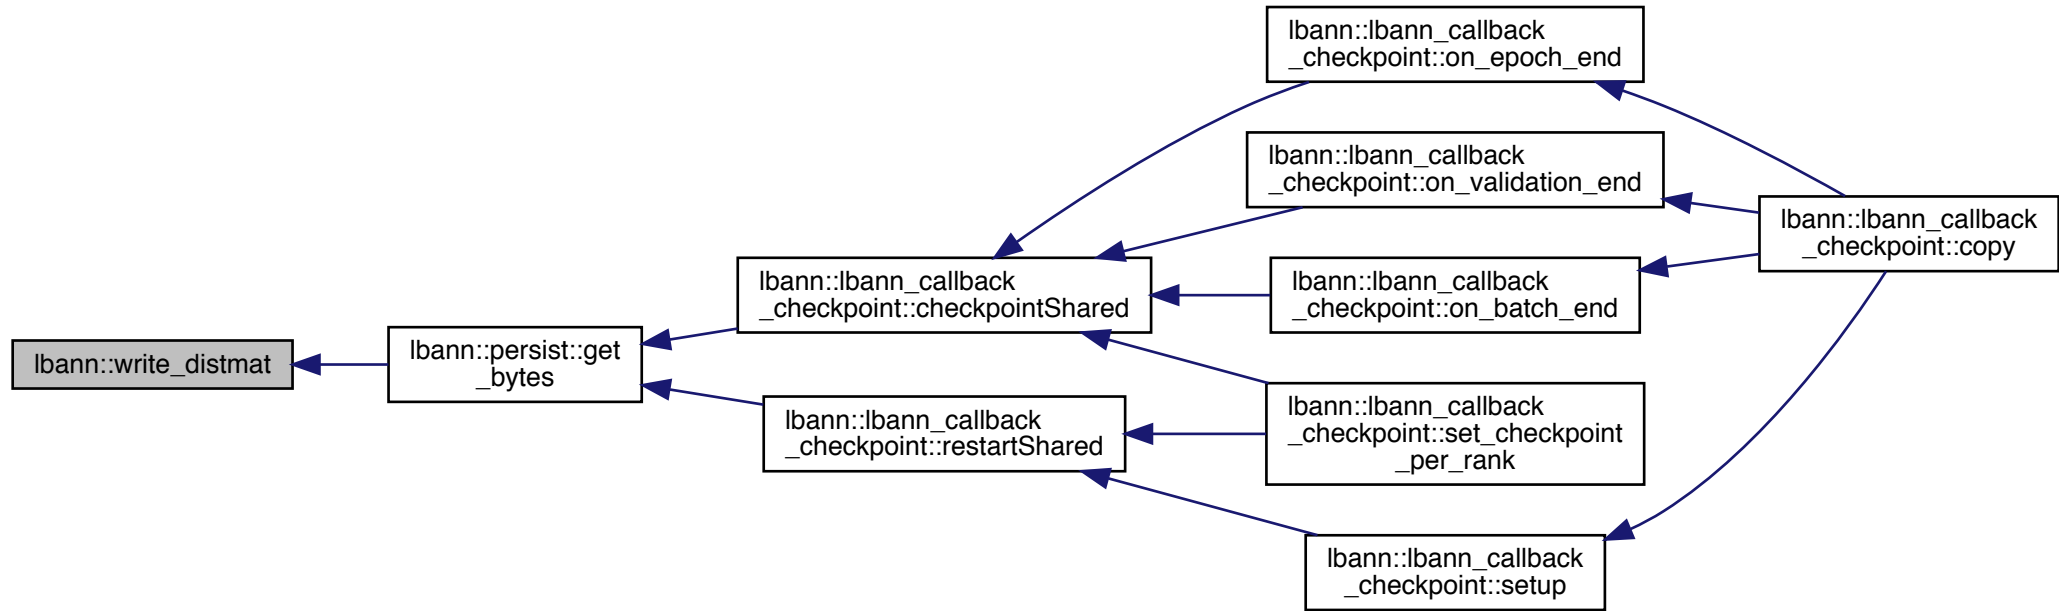 lbann::write_distmat
lbann::persist::get
_bytes
lbann::lbann_callback
_checkpoint::checkpointShared
lbann::lbann_callback
_checkpoint::restartShared
lbann::lbann_callback
_checkpoint::on_epoch_end
lbann::lbann_callback
_checkpoint::on_validation_end
lbann::lbann_callback
_checkpoint::on_batch_end
lbann::lbann_callback
_checkpoint::set_checkpoint
_per_rank
lbann::lbann_callback
_checkpoint::setup
lbann::lbann_callback
_checkpoint::copy